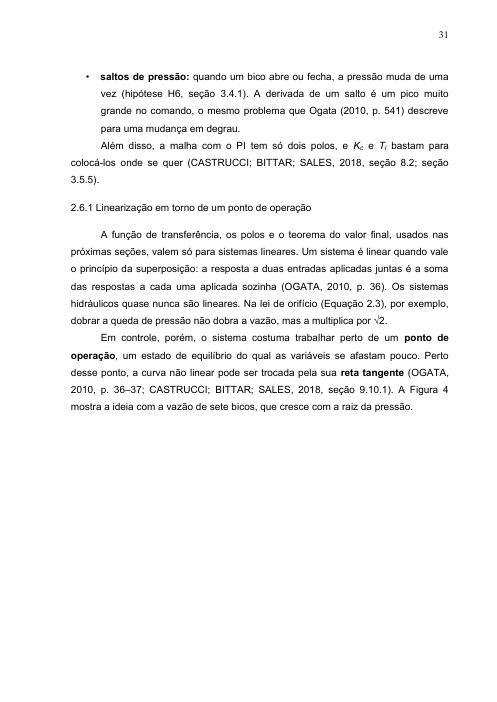 31
• saltos de pressão: quando um bico abre ou fecha, a pressão muda de uma
vez (hipótese H6, seção 3.4.1). A derivada de um salto é um pico muito
grande no comando, o mesmo problema que Ogata (2010, p. 541) descreve
para uma mudança em degrau.
Além disso, a malha com o PI tem só dois polos, e Kc e Ti bastam para
colocá-los onde se quer (CASTRUCCI; BITTAR; SALES, 2018, seção 8.2; seção
3.5.5).
2.6.1 Linearização em torno de um ponto de operação
A função de transferência, os polos e o teorema do valor final, usados nas
próximas seções, valem só para sistemas lineares. Um sistema é linear quando vale
o princípio da superposição: a resposta a duas entradas aplicadas juntas é a soma
das respostas a cada uma aplicada sozinha (OGATA, 2010, p. 36). Os sistemas
hidráulicos quase nunca são lineares. Na lei de orifício (Equação 2.3), por exemplo,
dobrar a queda de pressão não dobra a vazão, mas a multiplica por √2.
Em controle, porém, o sistema costuma trabalhar perto de um ponto de
operação, um estado de equilíbrio do qual as variáveis se afastam pouco. Perto
desse ponto, a curva não linear pode ser trocada pela sua reta tangente (OGATA,
2010, p. 36–37; CASTRUCCI; BITTAR; SALES, 2018, seção 9.10.1). A Figura 4
mostra a ideia com a vazão de sete bicos, que cresce com a raiz da pressão.